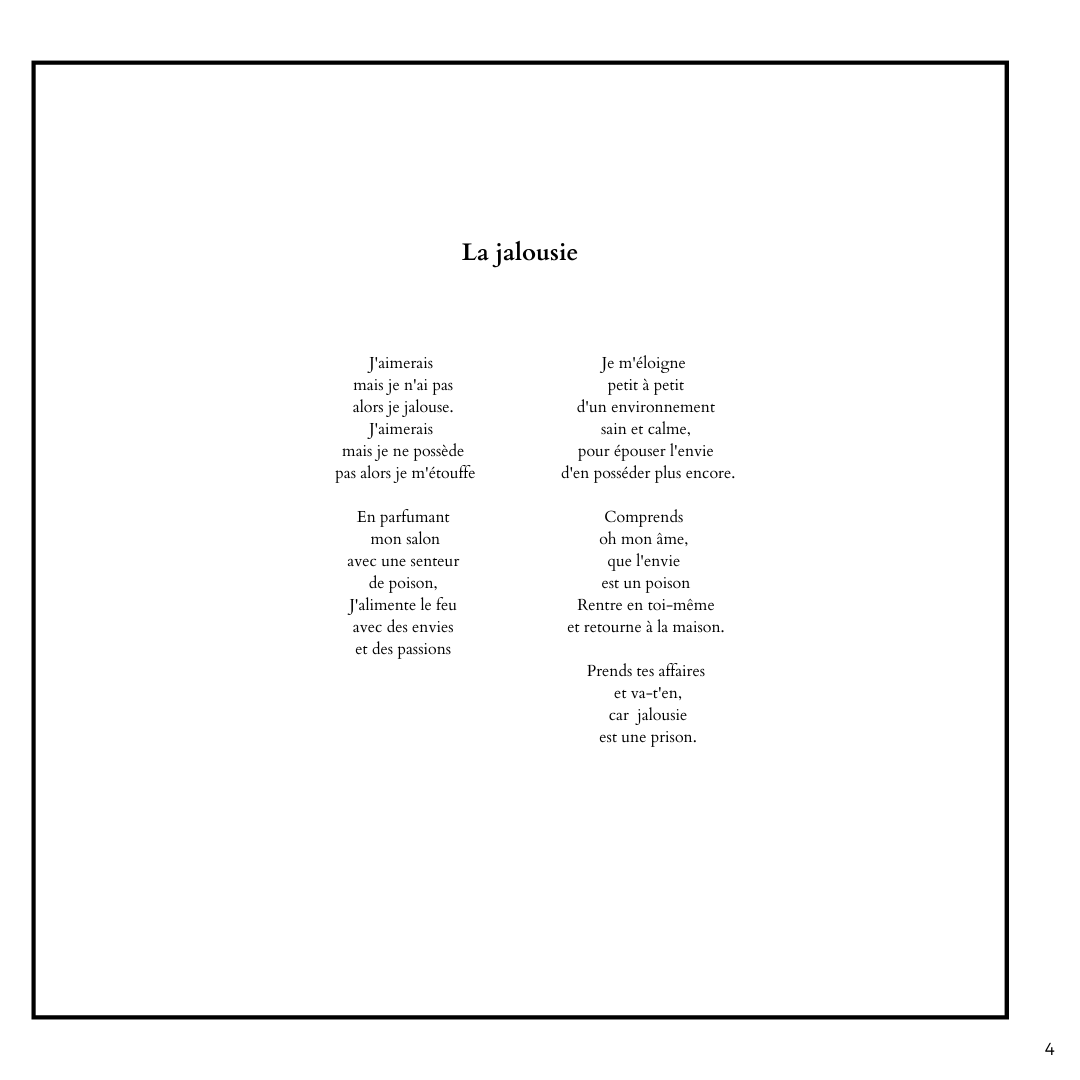 La jalousie
J'aimerais
mais je n'ai pas
alors je jalouse.
J'aimerais
mais je ne possède
pas alors je m'étouffe
En parfumant
mon salon
avec une senteur
de poison,
J'alimente le feu
avec des envies
et des passions
Je m'éloigne
petit à petit
d'un environnement
sain et calme,
pour épouser l'envie
d'en posséder plus encore.
Comprends
oh mon âme,
que l'envie
est un poison
Rentre en toi-même
et retourne à la maison.
Prends tes affaires
et va-t'en,
car  jalousie
est une prison.
4